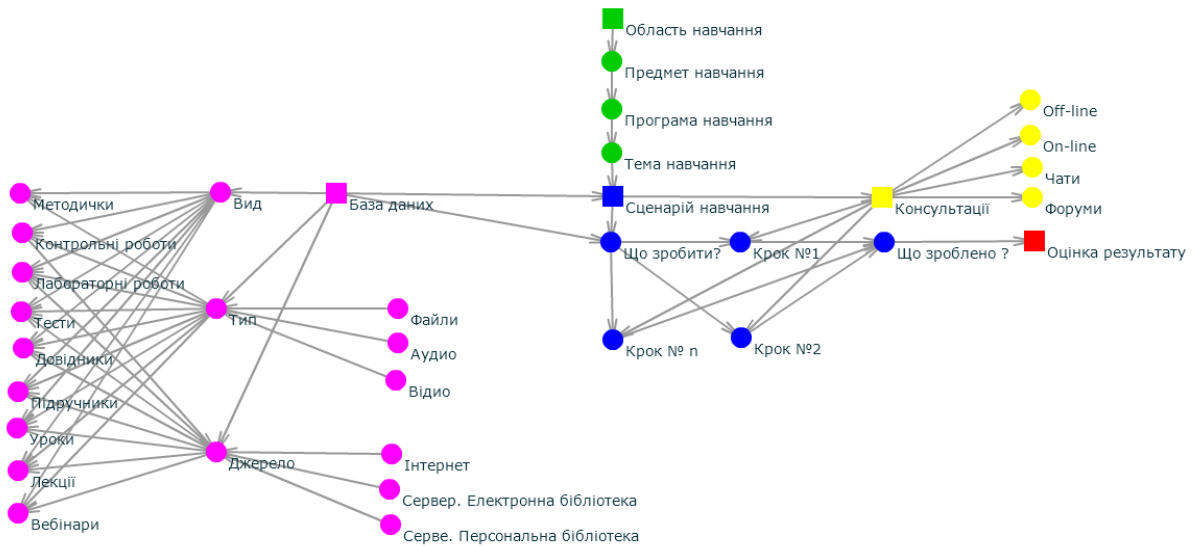 Область навчання
Предмет навчання
Програма навчання
Тема навчання
Сценарій навчання
Що зробити?
Крок №1
Що зроблено ?
Оцінка результату
Крок № n
Крок №2
Консультації
Off-line
On-line
Чати
Форуми
База даних
Вид
Тип
Джерело
Методички
Контрольні роботи
Лабораторні роботи
Тести
Довідники
Підручники
Уроки
Лекції
Вебінари
Файли
Аудио
Відио
Інтернет
Сервер. Електронна бібліотека
Серве. Персональна бібліотека